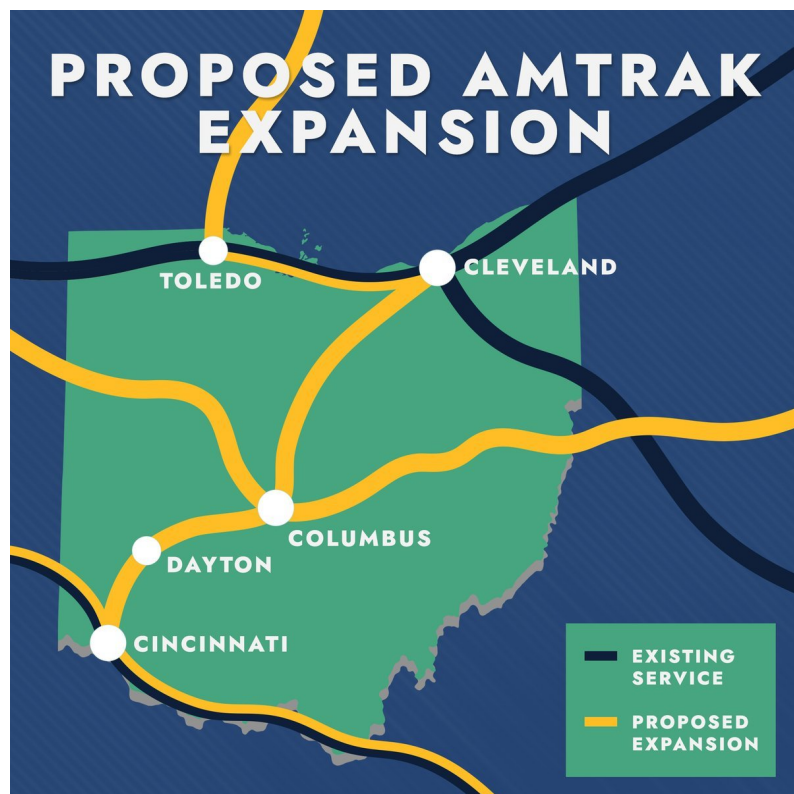 PROPOSED AMTRAK
EXPANSION
TOLEDO
CLEVELAND
COLUMBUS
DAYTON
CINCINNATI
EXISTING
SERVICE
PROPOSED
EXPANSION